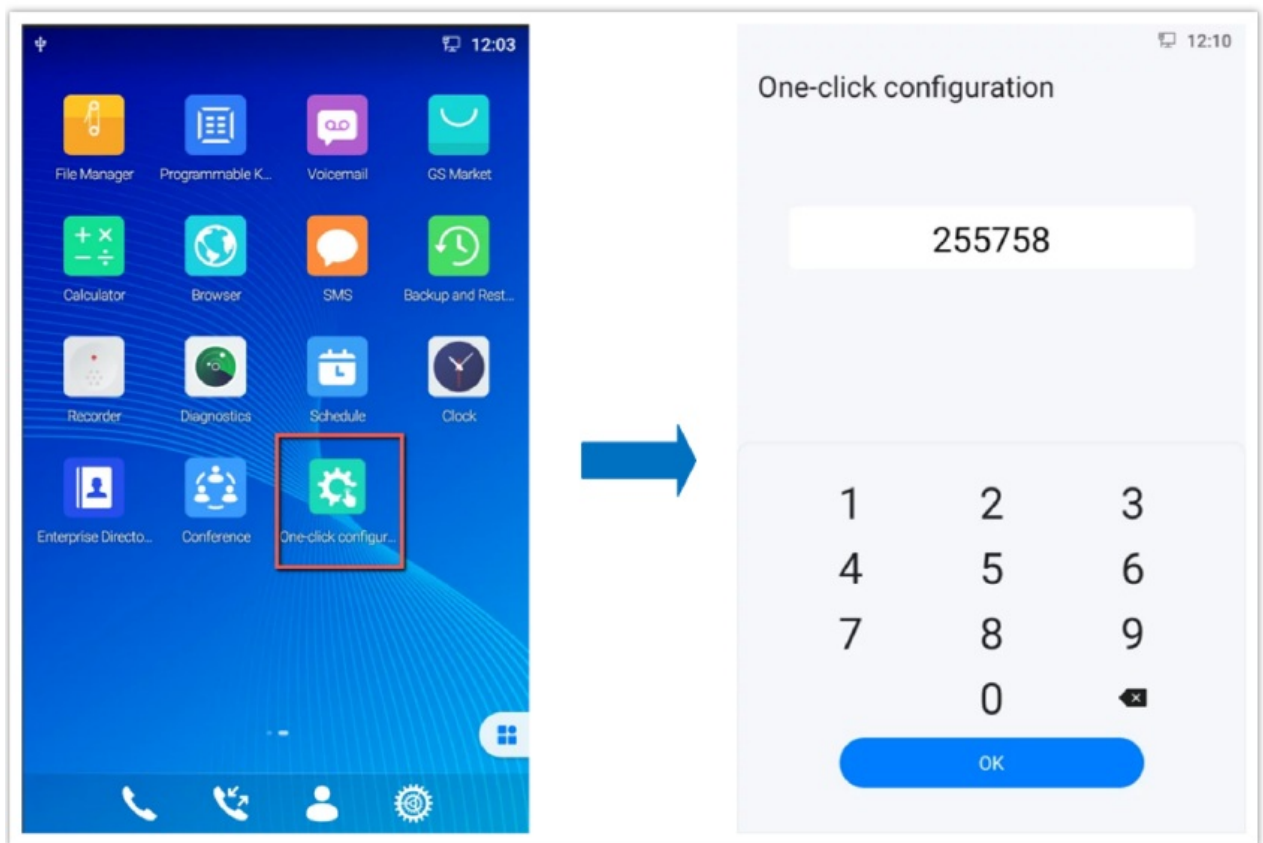 12:03
File Manager
Programmable K...
Voicemail
GS Market
Calculator
Browser
SMS
Backup and Rest...
Recorder
Diagnostics
Schedule
Clock
Enterprise Directo...
Conference
One-click configur...
12:10
One-click configuration
255758
1 2 3
4 5 6
7 8 9
0
OK